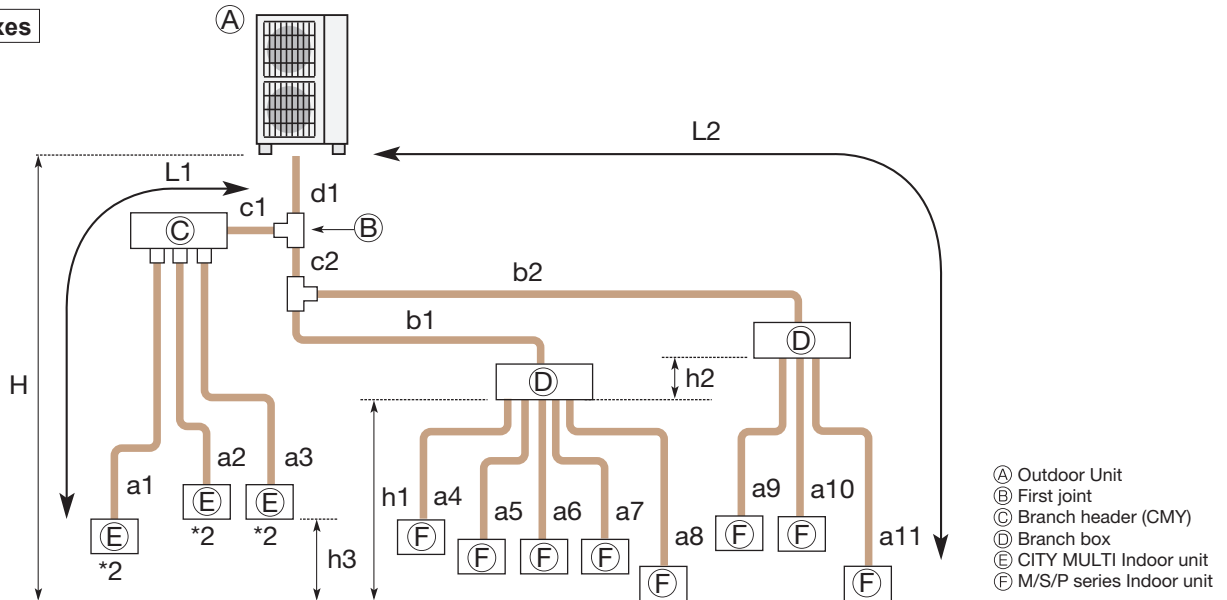 xes
Ⓐ
L2
L1
c1
d1
Ⓑ
Ⓒ
c2
b2
b1
Ⓓ
Ⓓ
h2
H
a1
a2
a3
h1
a4
a5
a6
a7
a8
a9
a10
a11
Ⓔ
*2
Ⓔ
*2
Ⓔ
*2
h3
Ⓕ
Ⓕ
Ⓕ
Ⓕ
Ⓕ
Ⓕ
Ⓕ
Ⓕ
Ⓐ Outdoor Unit
Ⓑ First joint
Ⓒ Branch header (CMY)
Ⓓ Branch box
Ⓔ CITY MULTI Indoor unit
Ⓕ M/S/P series Indoor unit